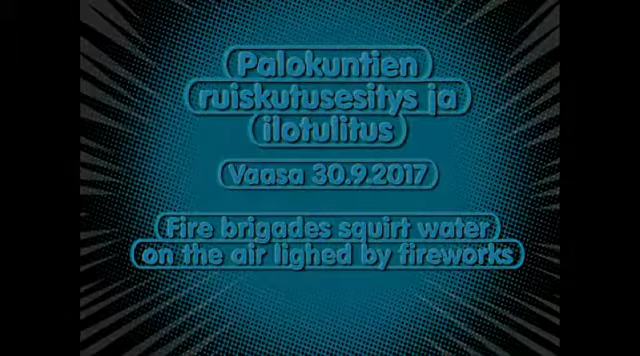 Palokuntien
ruiskutusesitys ja
ilotulitus
Vaasa 30.9.2017
Fire brigades squirt water
on the air lighed by fireworks